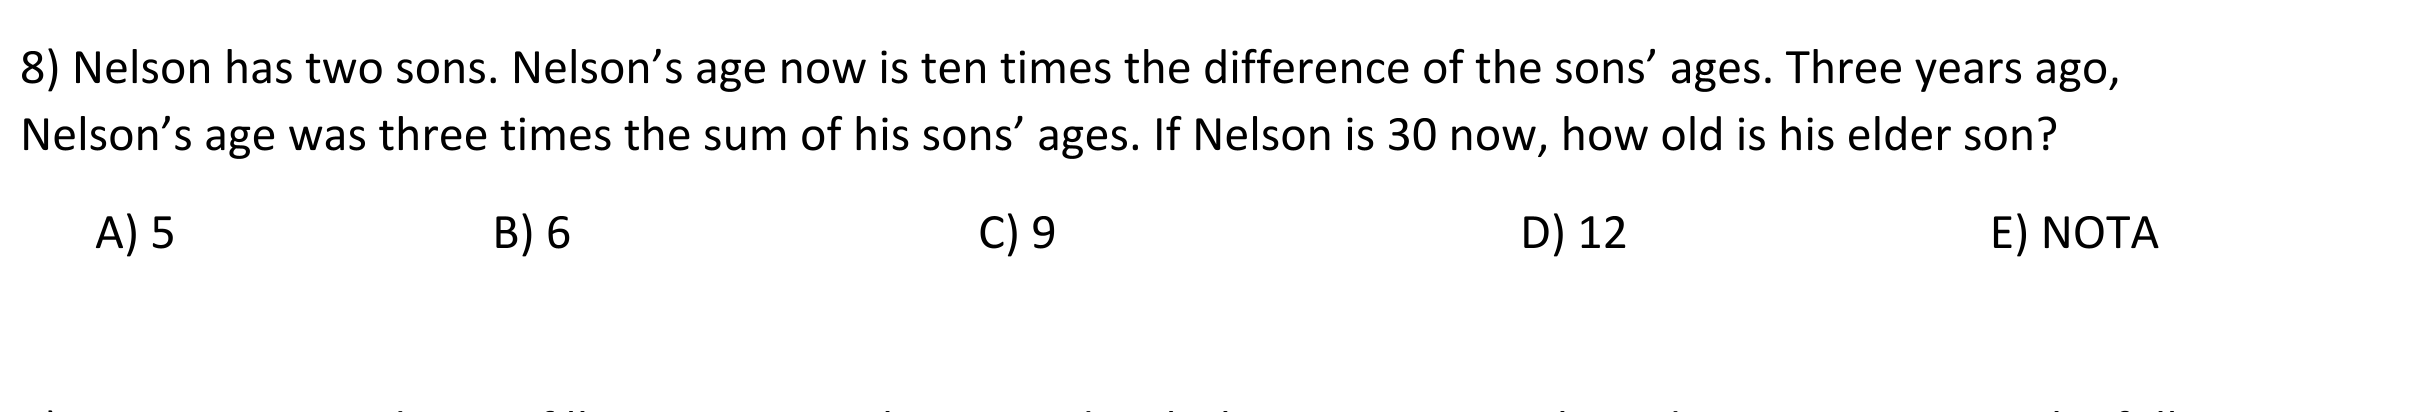 8) Nelson has two sons. Nelson’s age now is ten times the difference of the sons’ ages. Three years ago,
Nelson’s age was three times the sum of his sons’ ages. If Nelson is 30 now, how old is his elder son?
A) 5 B) 6 C) 9 D) 12 E) NOTA